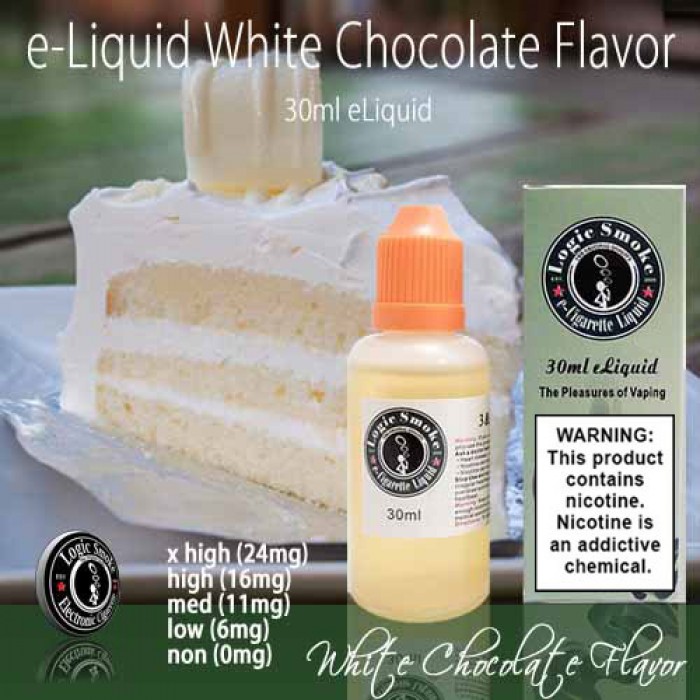 e-Liquid White Chocolate Flavor
30ml eLiquid
Logic Smoke
e-Cigarette Liquid
30ml eLiquid
The Pleasures of Vaping
WARNING:
This product
contains
nicotine.
Nicotine is
an addictive
chemical.
Logic Smoke
e-Cigarette Liquid
30ml
Logic Smoke
Electronic Cigarette
x high (24mg)
high (16mg)
med (11mg)
low (6mg)
non (0mg)
White Chocolate Flavor